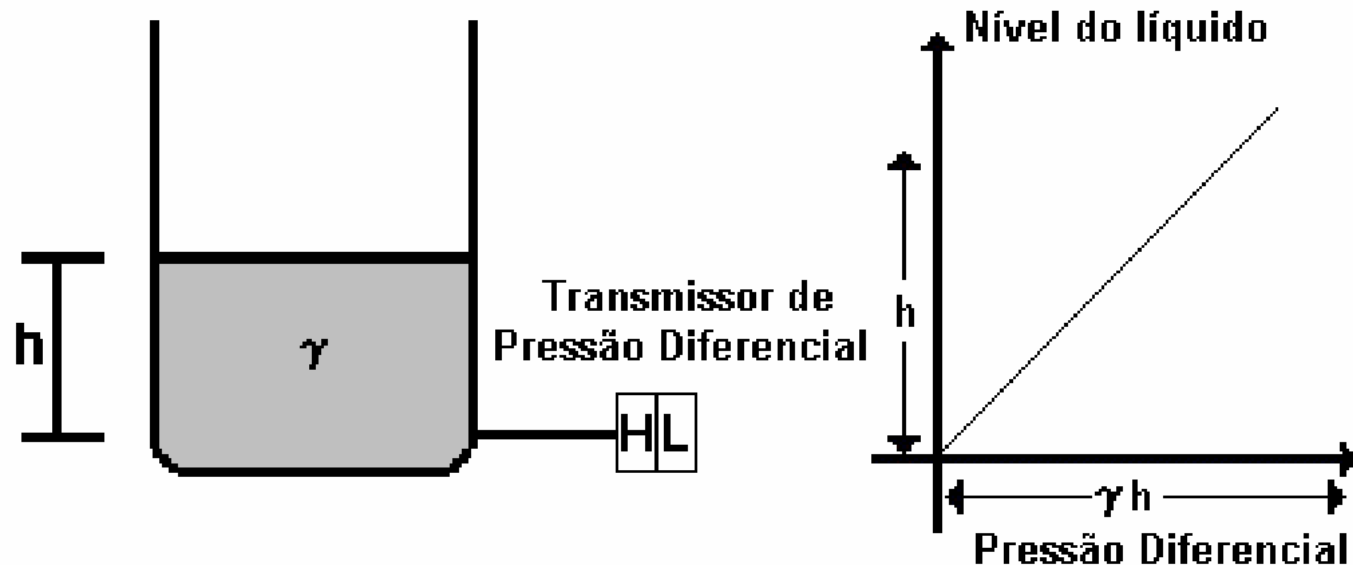 h
γ
Transmissor de
Pressão Diferencial
H L
Nível do líquido
h
γ h
Pressão Diferencial